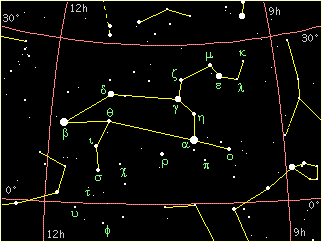 12h
9h
30°
30°
κ
μ
ζ
ε
λ
δ
γ
θ
η
β
ι
α
ο
ρ
π
σ
χ
τ
0°
0°
υ
φ
12h
9h